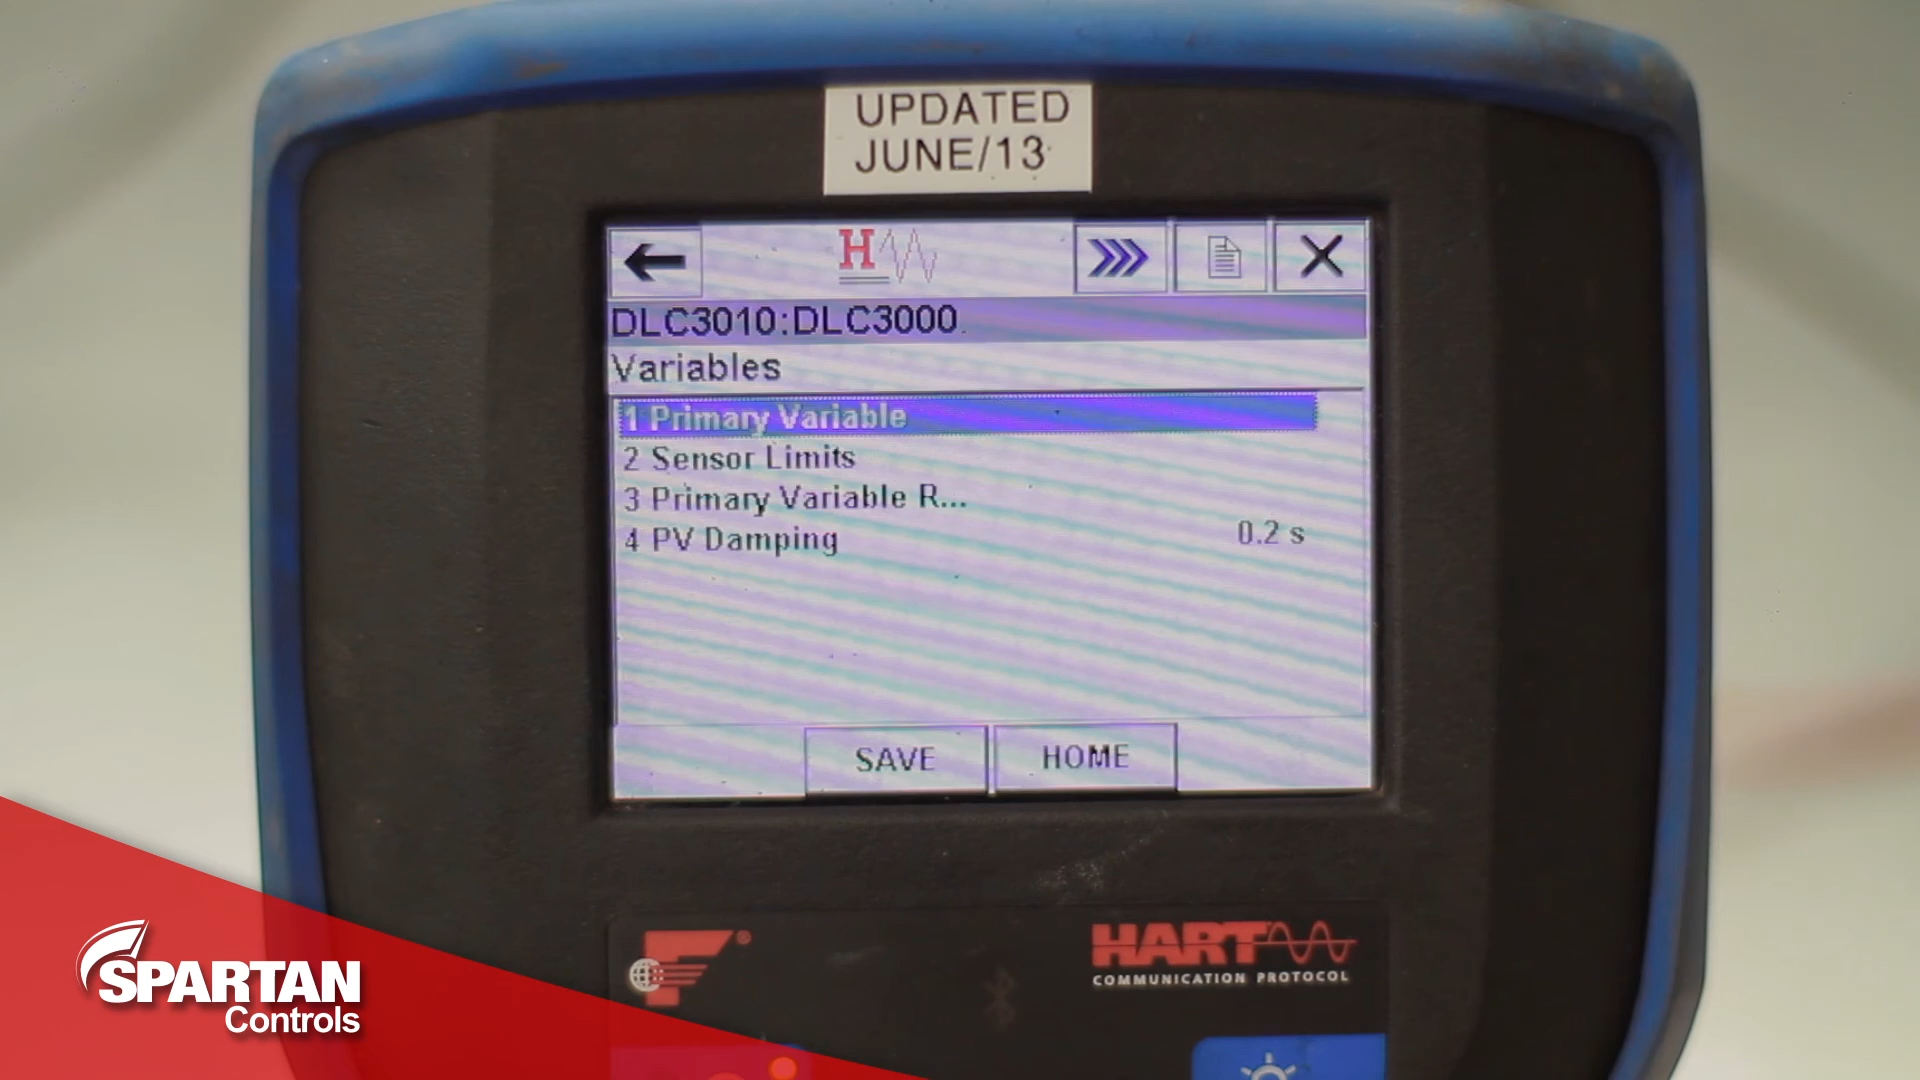 UPDATED
JUNE/13
H
DLC3010:DLC3000
Variables
1 Primary Variable
2 Sensor Limits
3 Primary Variable R...
4 PV Damping 0.2 s
SAVE HOME
HART
COMMUNICATION PROTOCOL
SPARTAN
Controls